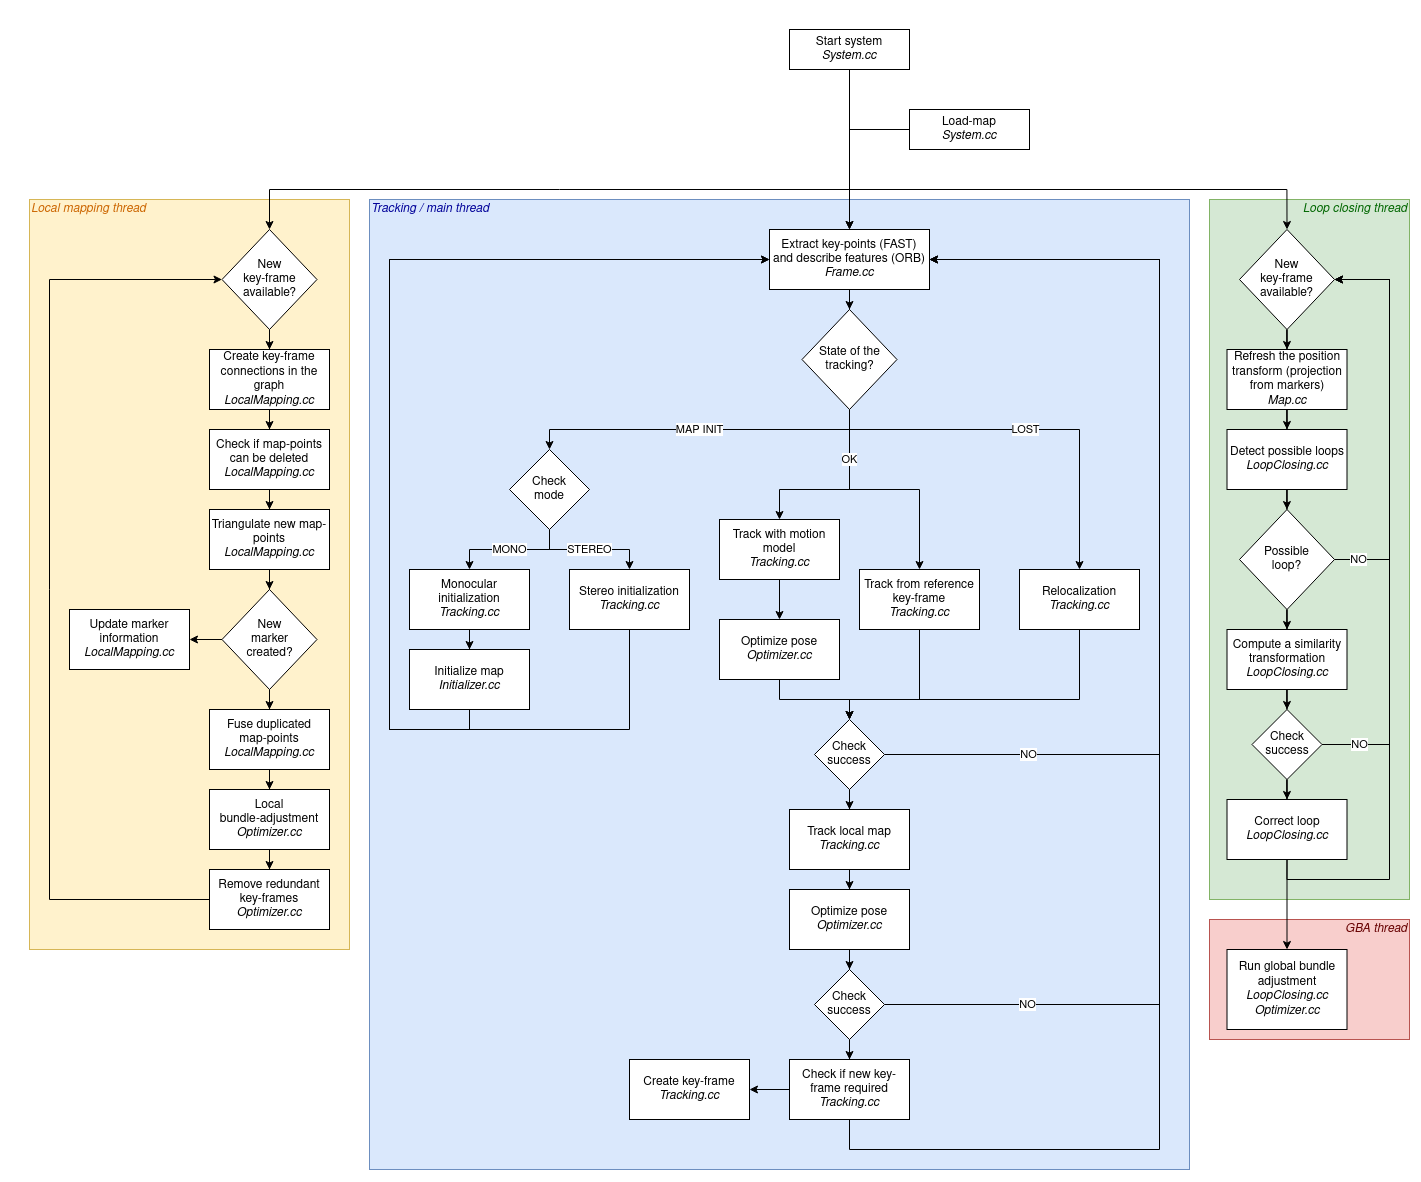 Start system
System.cc
Load-map
System.cc
Local mapping thread
New
key-frame
available?
Create key-frame
connections in the
graph
LocalMapping.cc
Check if map-points
can be deleted
LocalMapping.cc
Triangulate new map-
points
LocalMapping.cc
New
marker
created?
Update marker
information
LocalMapping.cc
Fuse duplicated
map-points
LocalMapping.cc
Local
bundle-adjustment
Optimizer.cc
Remove redundant
key-frames
Optimizer.cc
Tracking / main thread
Extract key-points (FAST)
and describe features (ORB)
Frame.cc
State of the
tracking?
MAP INIT
OK
LOST
Check
mode
MONO
STEREO
Monocular
initialization
Tracking.cc
Stereo initialization
Tracking.cc
Initialize map
Initializer.cc
Track with motion
model
Tracking.cc
Optimize pose
Optimizer.cc
Track from reference
key-frame
Tracking.cc
Relocalization
Tracking.cc
Check
success
NO
Track local map
Tracking.cc
Optimize pose
Optimizer.cc
Check
success
NO
Check if new key-
frame required
Tracking.cc
Create key-frame
Tracking.cc
Loop closing thread
New
key-frame
available?
Refresh the position
transform (projection
from markers)
Map.cc
Detect possible loops
LoopClosing.cc
Possible
loop?
NO
Compute a similarity
transformation
LoopClosing.cc
Check
success
NO
Correct loop
LoopClosing.cc
GBA thread
Run global bundle
adjustment
LoopClosing.cc
Optimizer.cc